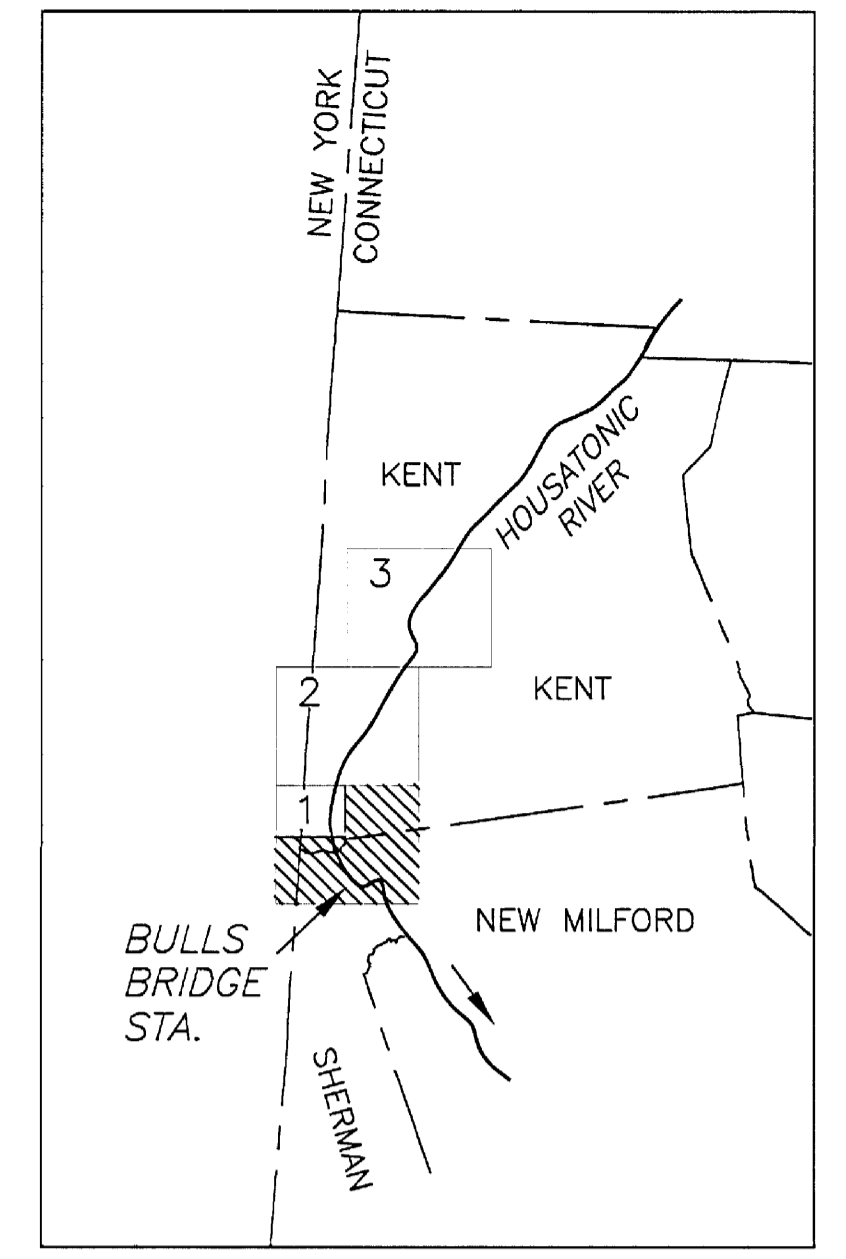 NEW YORK
CONNECTICUT
KENT
HOUSATONIC
RIVER
3
2
KENT
1
NEW MILFORD
BULLS
BRIDGE
STA.
SHERMAN